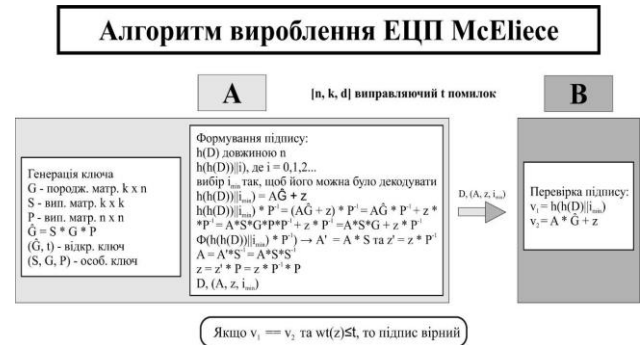 Алгоритм вироблення ЕЦП McEliece
A
[n, k, d] виправляючий t помилок
B
Генерація ключа
G - породж. матр. k x n
S - вип. матр. k x k
P - вип. матр. n x n
Ĝ = S * G * P
(Ĝ, t) - відкр. ключ
(S, G, P) - особ. ключ
Формування підпису:
h(D) довжиною n
h(h(D)||i), де i = 0,1,2...
вибір i_min так, щоб його можна було декодувати
h(h(D)||i_min) = AĜ + z
h(h(D)||i_min) * P⁻¹ = (AĜ + z) * P⁻¹ = AĜ * P⁻¹ + z *
*P⁻¹ = A*S*G*P*P⁻¹ + z * P⁻¹ =A*S*G + z * P⁻¹
Ф(h(h(D)||i_min) * P⁻¹) → A' = A * S та z' = z * P⁻¹
A = A'*S⁻¹= A*S*S⁻¹
z = z' * P = z * P⁻¹ * P
D, (A, z, i_min)
D, (A, z, i_min)
Перевірка підпису:
v₁ = h(h(D)||i_min)
v₂ = A * Ĝ + z
Якщо v₁ == v₂ та wt(z)≤t, то підпис вірний